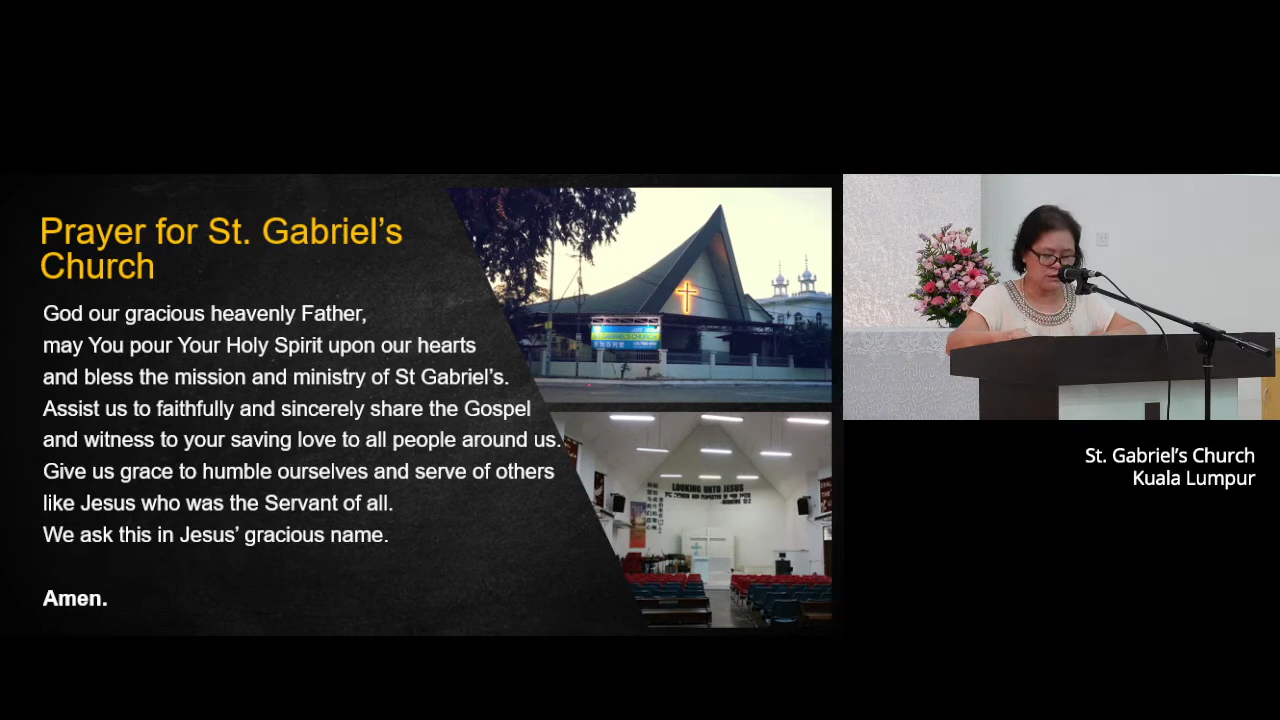 Prayer for St. Gabriel’s
Church
God our gracious heavenly Father,
may You pour Your Holy Spirit upon our hearts
and bless the mission and ministry of St Gabriel’s.
Assist us to faithfully and sincerely share the Gospel
and witness to your saving love to all people around us.
Give us grace to humble ourselves and serve of others
like Jesus who was the Servant of all.
We ask this in Jesus’ gracious name.
Amen.
LOOKING UNTO JESUS
St. Gabriel’s Church
Kuala Lumpur